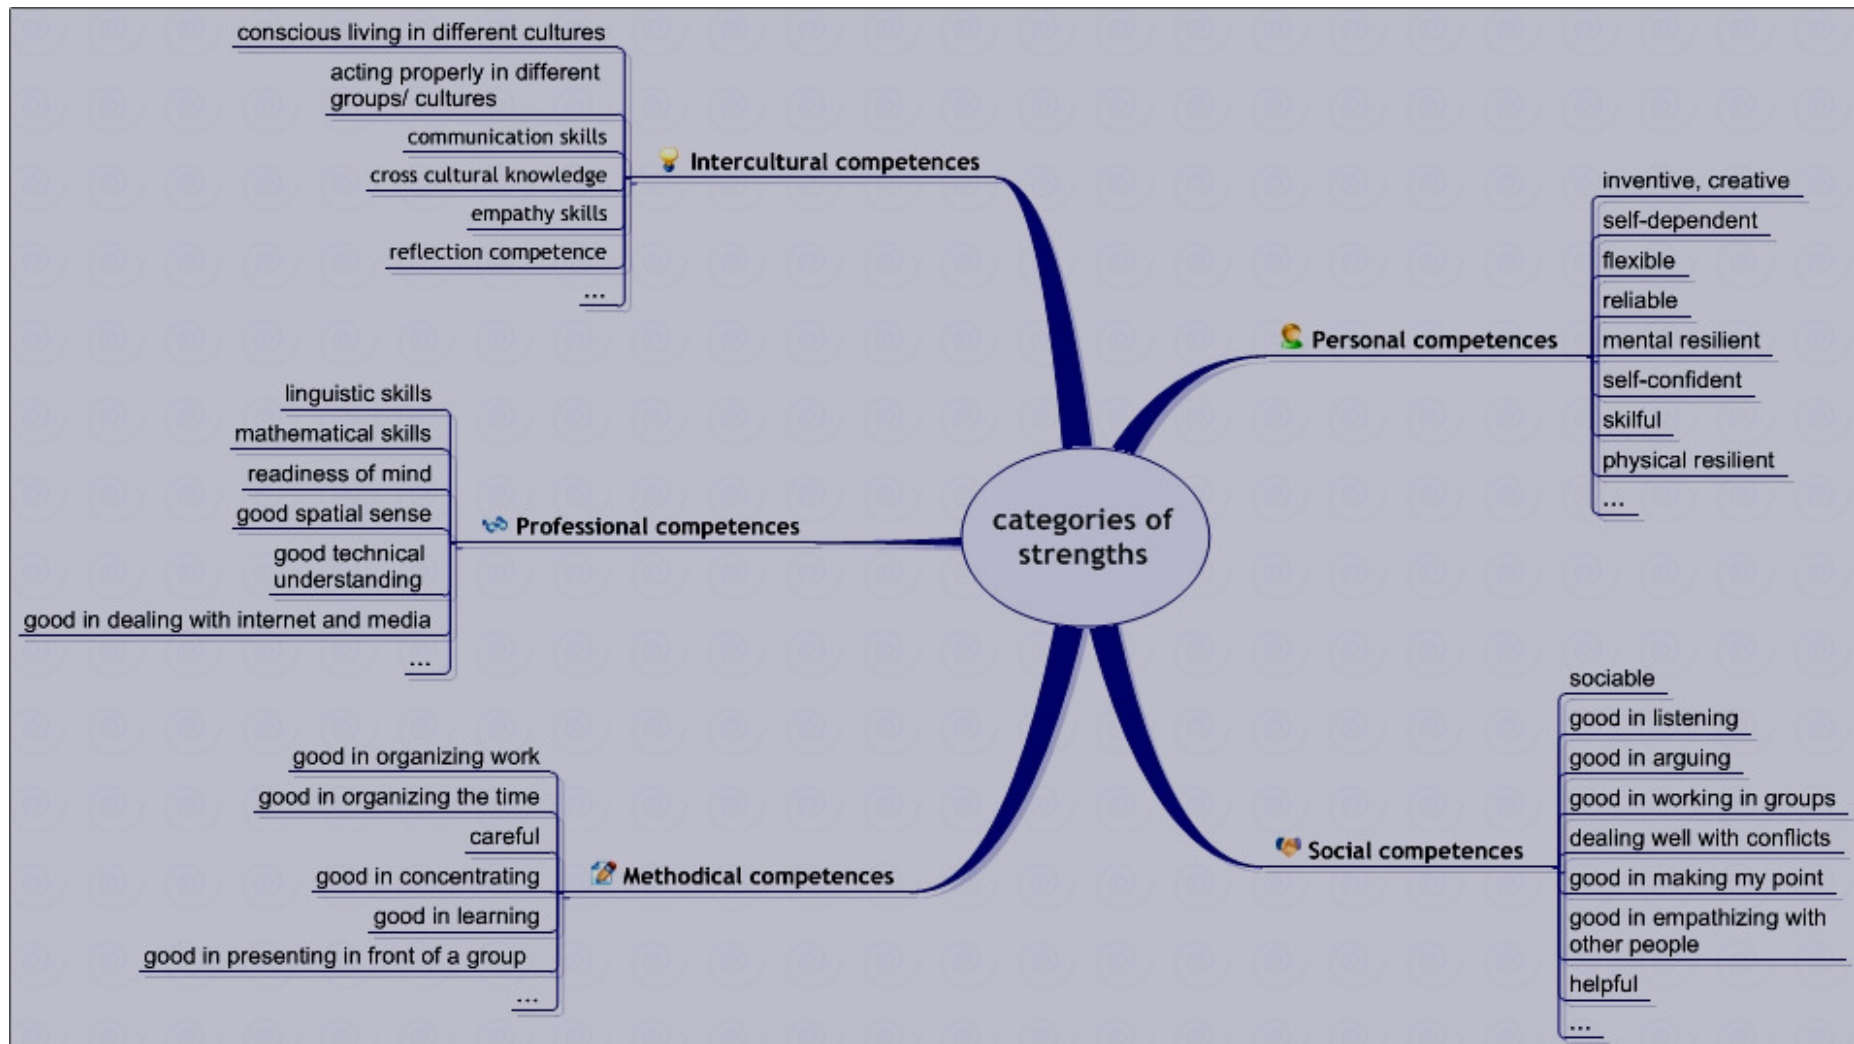 conscious living in different cultures
acting properly in different
groups/ cultures
communication skills
cross cultural knowledge
empathy skills
reflection competence
...
Intercultural competences
linguistic skills
mathematical skills
readiness of mind
good spatial sense
good technical
understanding
good in dealing with internet and media
...
Professional competences
good in organizing work
good in organizing the time
careful
good in concentrating
good in learning
good in presenting in front of a group
...
Methodical competences
categories of
strengths
Personal competences
inventive, creative
self-dependent
flexible
reliable
mental resilient
self-confident
skilful
physical resilient
...
Social competences
sociable
good in listening
good in arguing
good in working in groups
dealing well with conflicts
good in making my point
good in empathizing with
other people
helpful
...